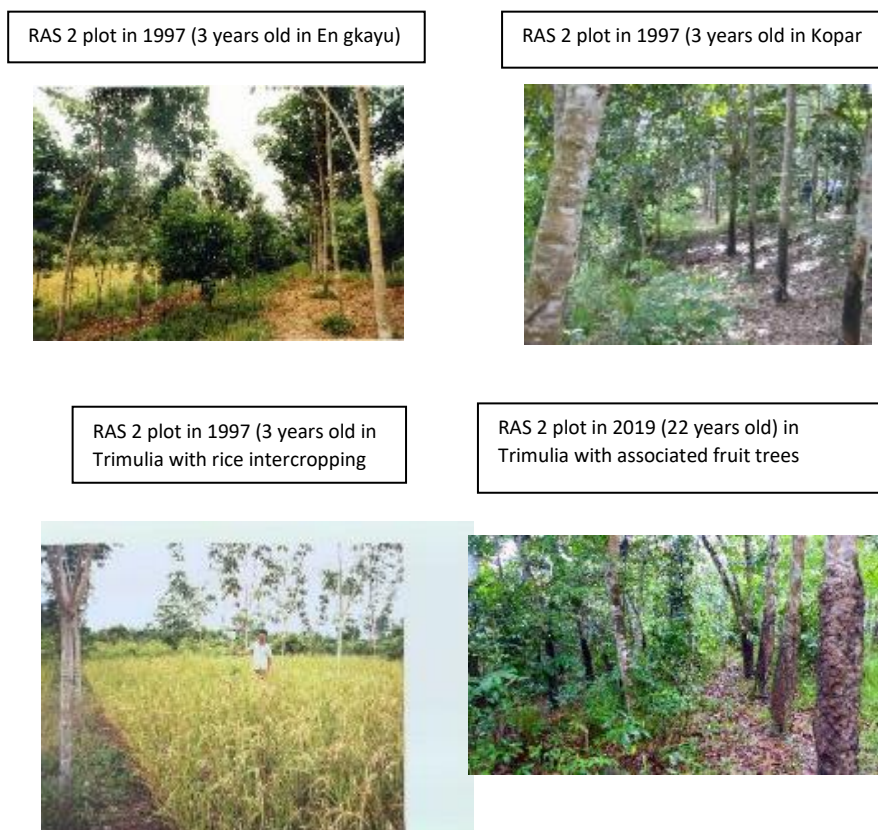 RAS 2 plot in 1997 (3 years old in En gkayu)
RAS 2 plot in 1997 (3 years old in Kopar
RAS 2 plot in 1997 (3 years old in
Trimulia with rice intercropping
RAS 2 plot in 2019 (22 years old) in
Trimulia with associated fruit trees